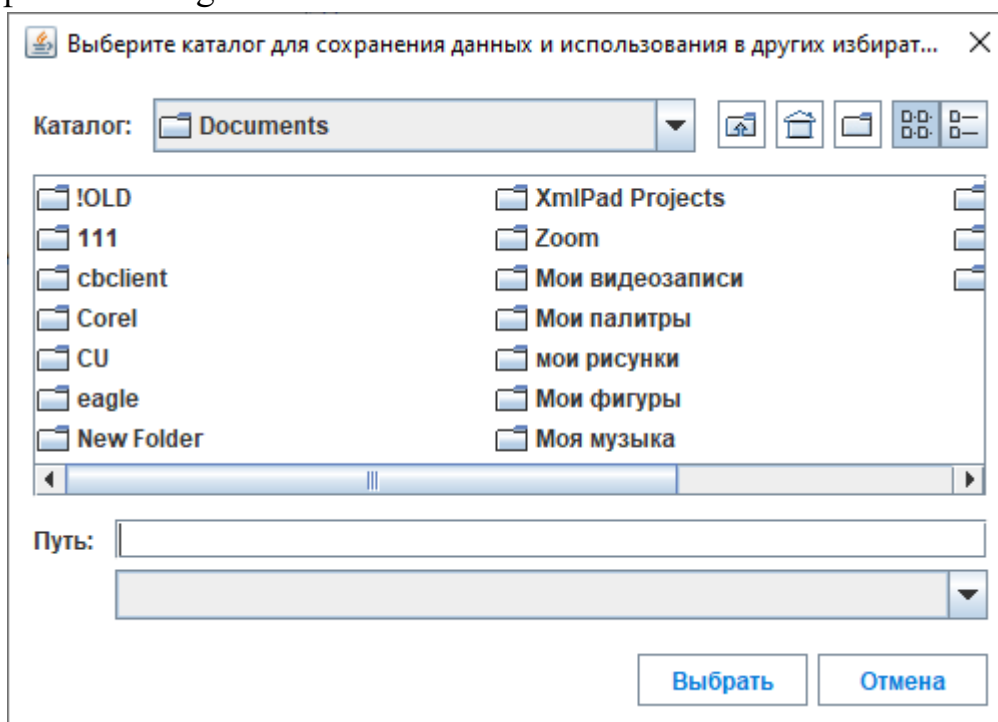 Выберите каталог для сохранения данных и использования в других избират...
Каталог: Documents
!OLD XmlPad Projects
111 Zoom
cbclient Мои видеозаписи
Corel Мои палитры
CU мои рисунки
eagle Мои фигуры
New Folder Моя музыка
Путь:
Выбрать Отмена